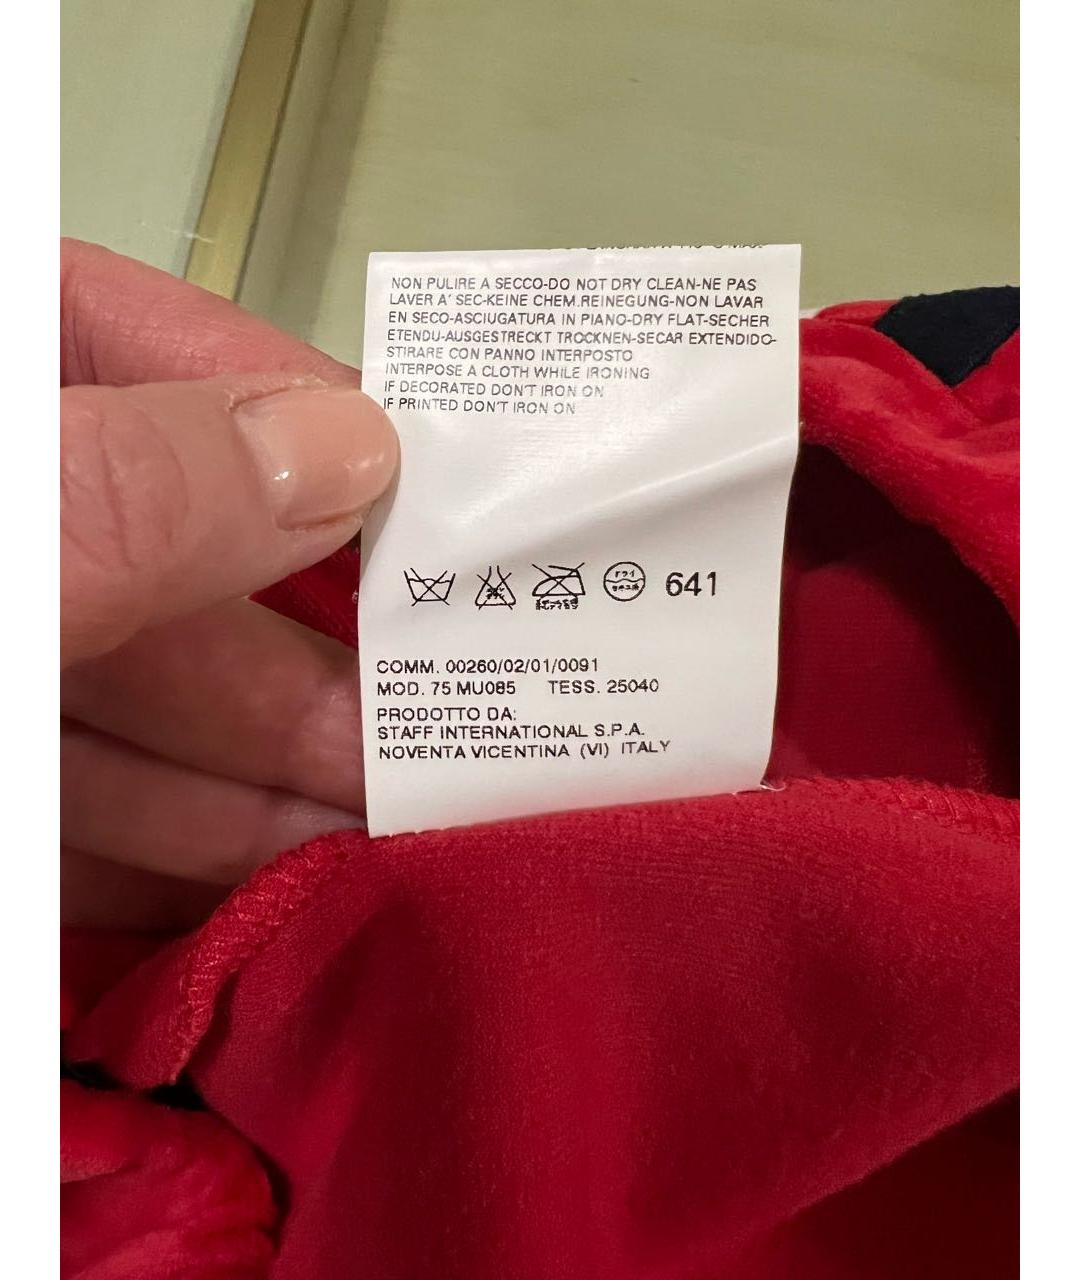 NON PULIRE A SECCO-DO NOT DRY CLEAN-NE PAS
LAVER A' SEC-KEINE CHEM.REINEGUNG-NON LAVAR
EN SECO-ASCIUGATURA IN PIANO-DRY FLAT-SECHER
ETENDU-AUSGESTRECKT TROCKNEN-SECAR EXTENDIDO-
STIRARE CON PANNO INTERPOSTO
INTERPOSE A CLOTH WHILE IRONING
IF DECORATED DON'T IRON ON
IF PRINTED DON'T IRON ON
641
COMM. 00260/02/01/0091
MOD. 75 MU085 TESS. 25040
PRODOTTO DA:
STAFF INTERNATIONAL S.P.A.
NOVENTA VICENTINA (VI) ITALY